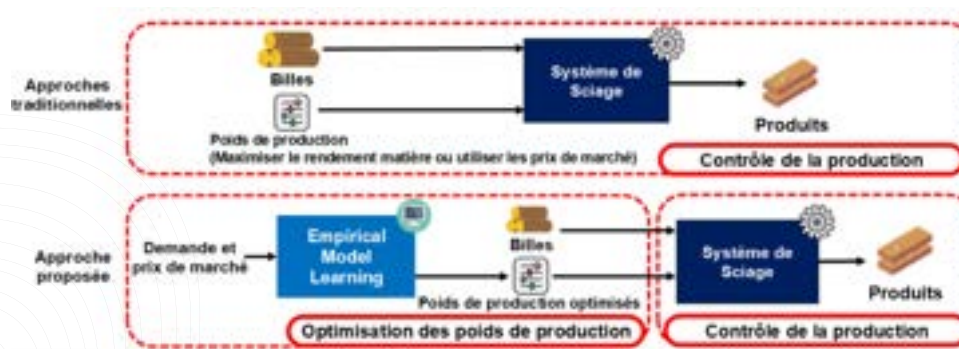 Approches
traditionnelles
Billes
Poids de production
(Maximiser le rendement matière ou utiliser les prix de marché)
Système de
Sciage
Produits
Contrôle de la production
Approche
proposée
Demande et
prix de marché
Empirical
Model
Learning
Billes
Poids de production optimisés
Optimisation des poids de production
Système de
Sciage
Produits
Contrôle de la production